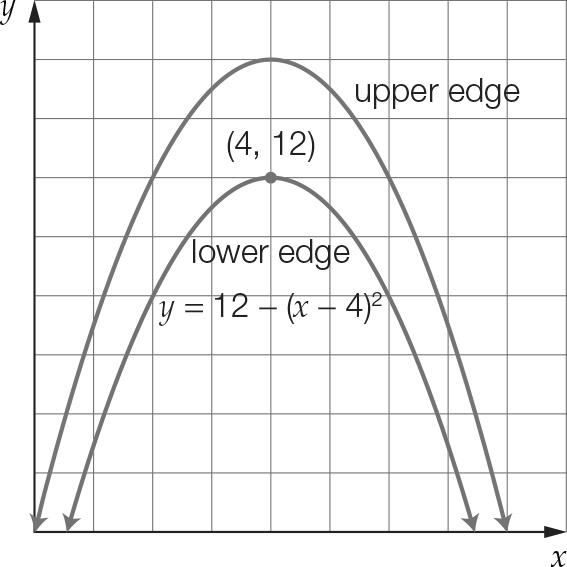 y
upper edge
(4, 12)
lower edge
y = 12 − (x − 4)²
x